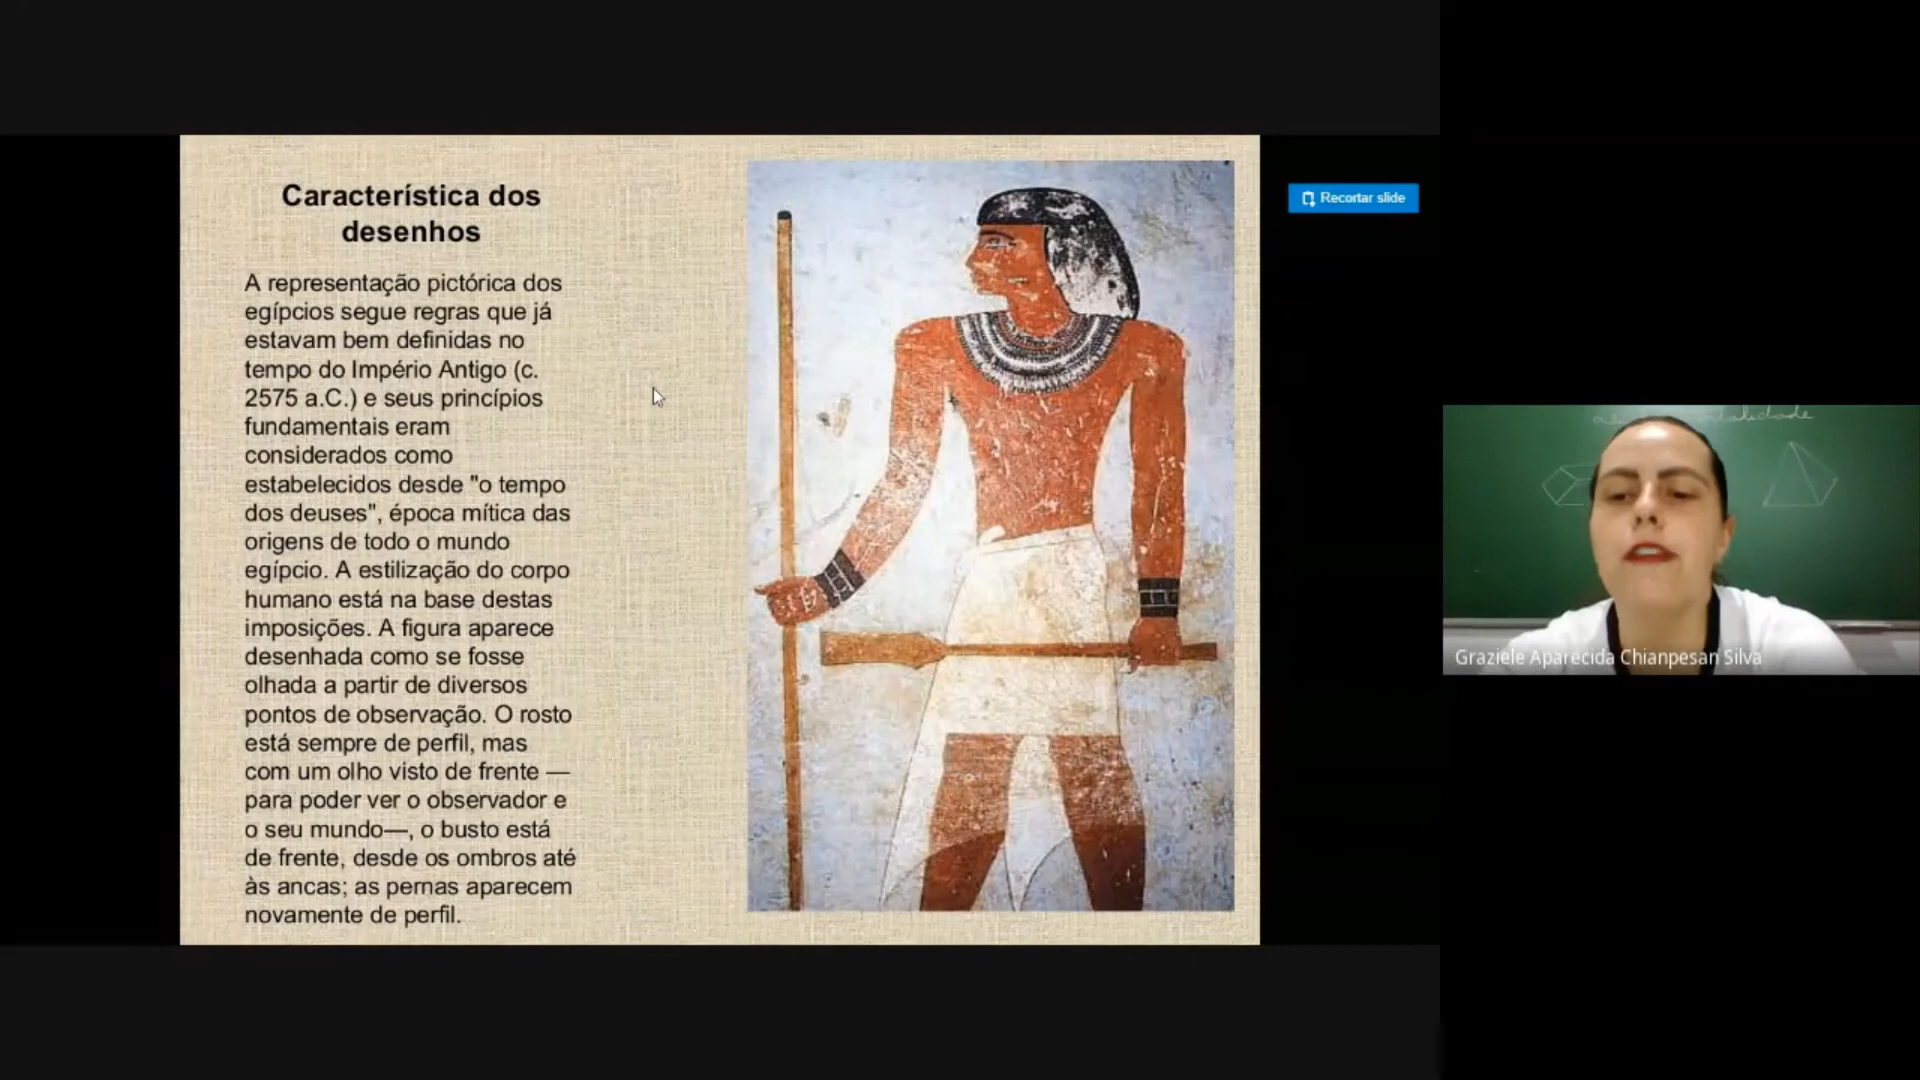 Característica dos
desenhos
A representação pictórica dos
egípcios segue regras que já
estavam bem definidas no
tempo do Império Antigo (c.
2575 a.C.) e seus princípios
fundamentais eram
considerados como
estabelecidos desde "o tempo
dos deuses", época mítica das
origens de todo o mundo
egípcio. A estilização do corpo
humano está na base destas
imposições. A figura aparece
desenhada como se fosse
olhada a partir de diversos
pontos de observação. O rosto
está sempre de perfil, mas
com um olho visto de frente —
para poder ver o observador e
o seu mundo—, o busto está
de frente, desde os ombros até
às ancas; as pernas aparecem
novamente de perfil.
Recortar slide
Graziele Aparecida Chianpesan Silva